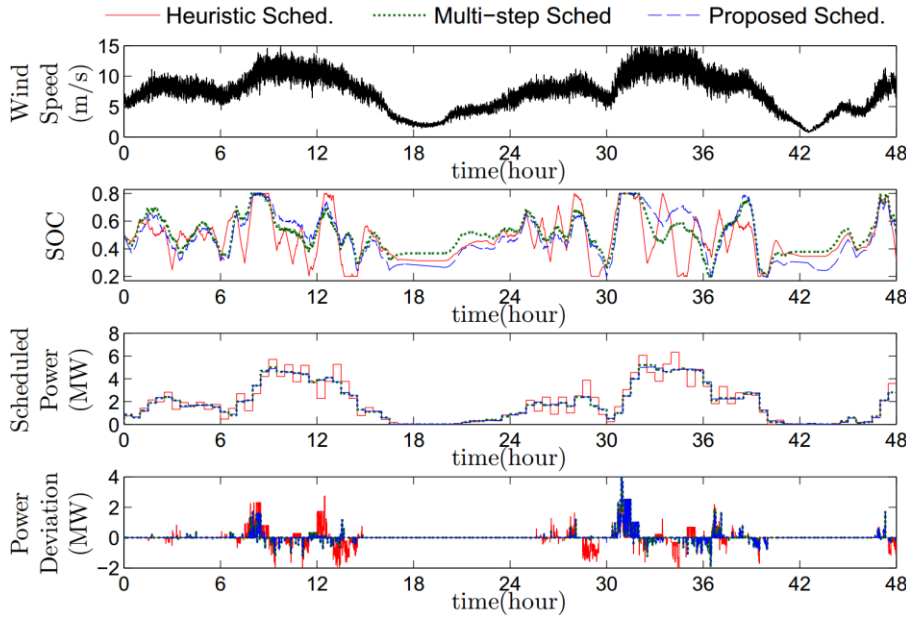 Heuristic Sched. Multi-step Sched Proposed Sched.
Wind Speed (m/s)
15
10
5
0
0 6 12 18 24 30 36 42 48
time(hour)
SOC
0.8
0.6
0.4
0.2
0 6 12 18 24 30 36 42 48
time(hour)
Scheduled Power (MW)
8
6
4
2
0
0 6 12 18 24 30 36 42 48
time(hour)
Power Deviation (MW)
4
2
0
−2
0 6 12 18 24 30 36 42 48
time(hour)